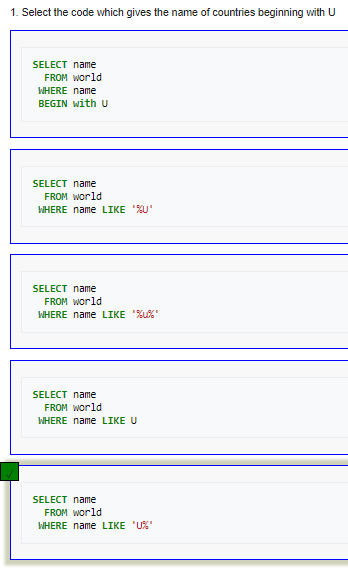 1. Select the code which gives the name of countries beginning with U
SELECT name
FROM world
WHERE name
BEGIN with U
SELECT name
FROM world
WHERE name LIKE '%U'
SELECT name
FROM world
WHERE name LIKE '%u%'
SELECT name
FROM world
WHERE name LIKE U
SELECT name
FROM world
WHERE name LIKE 'U%'